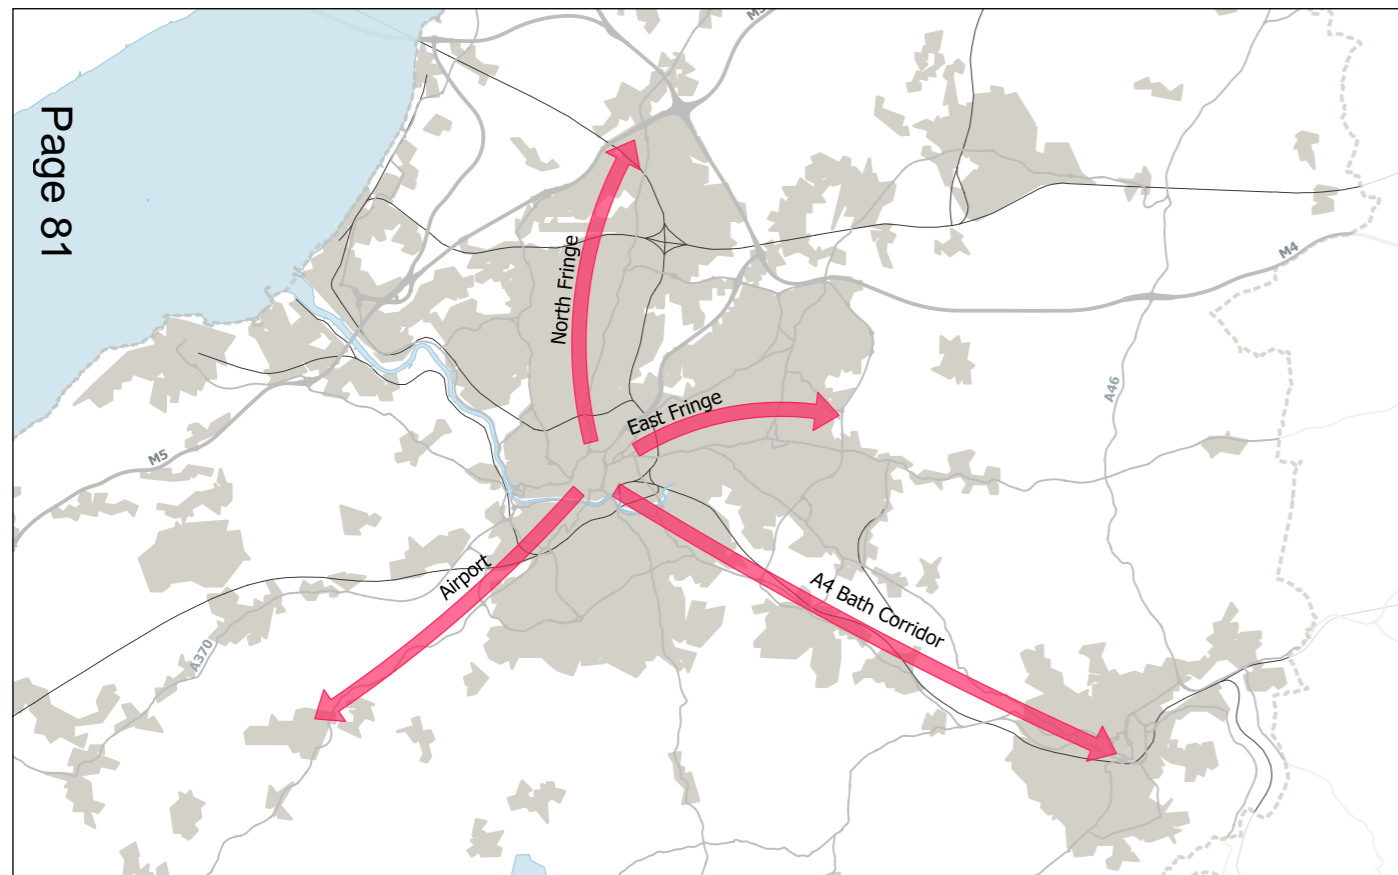 Page 81
M4
North Fringe
A46
East Fringe
M5
Airport
A4 Bath Corridor
A370